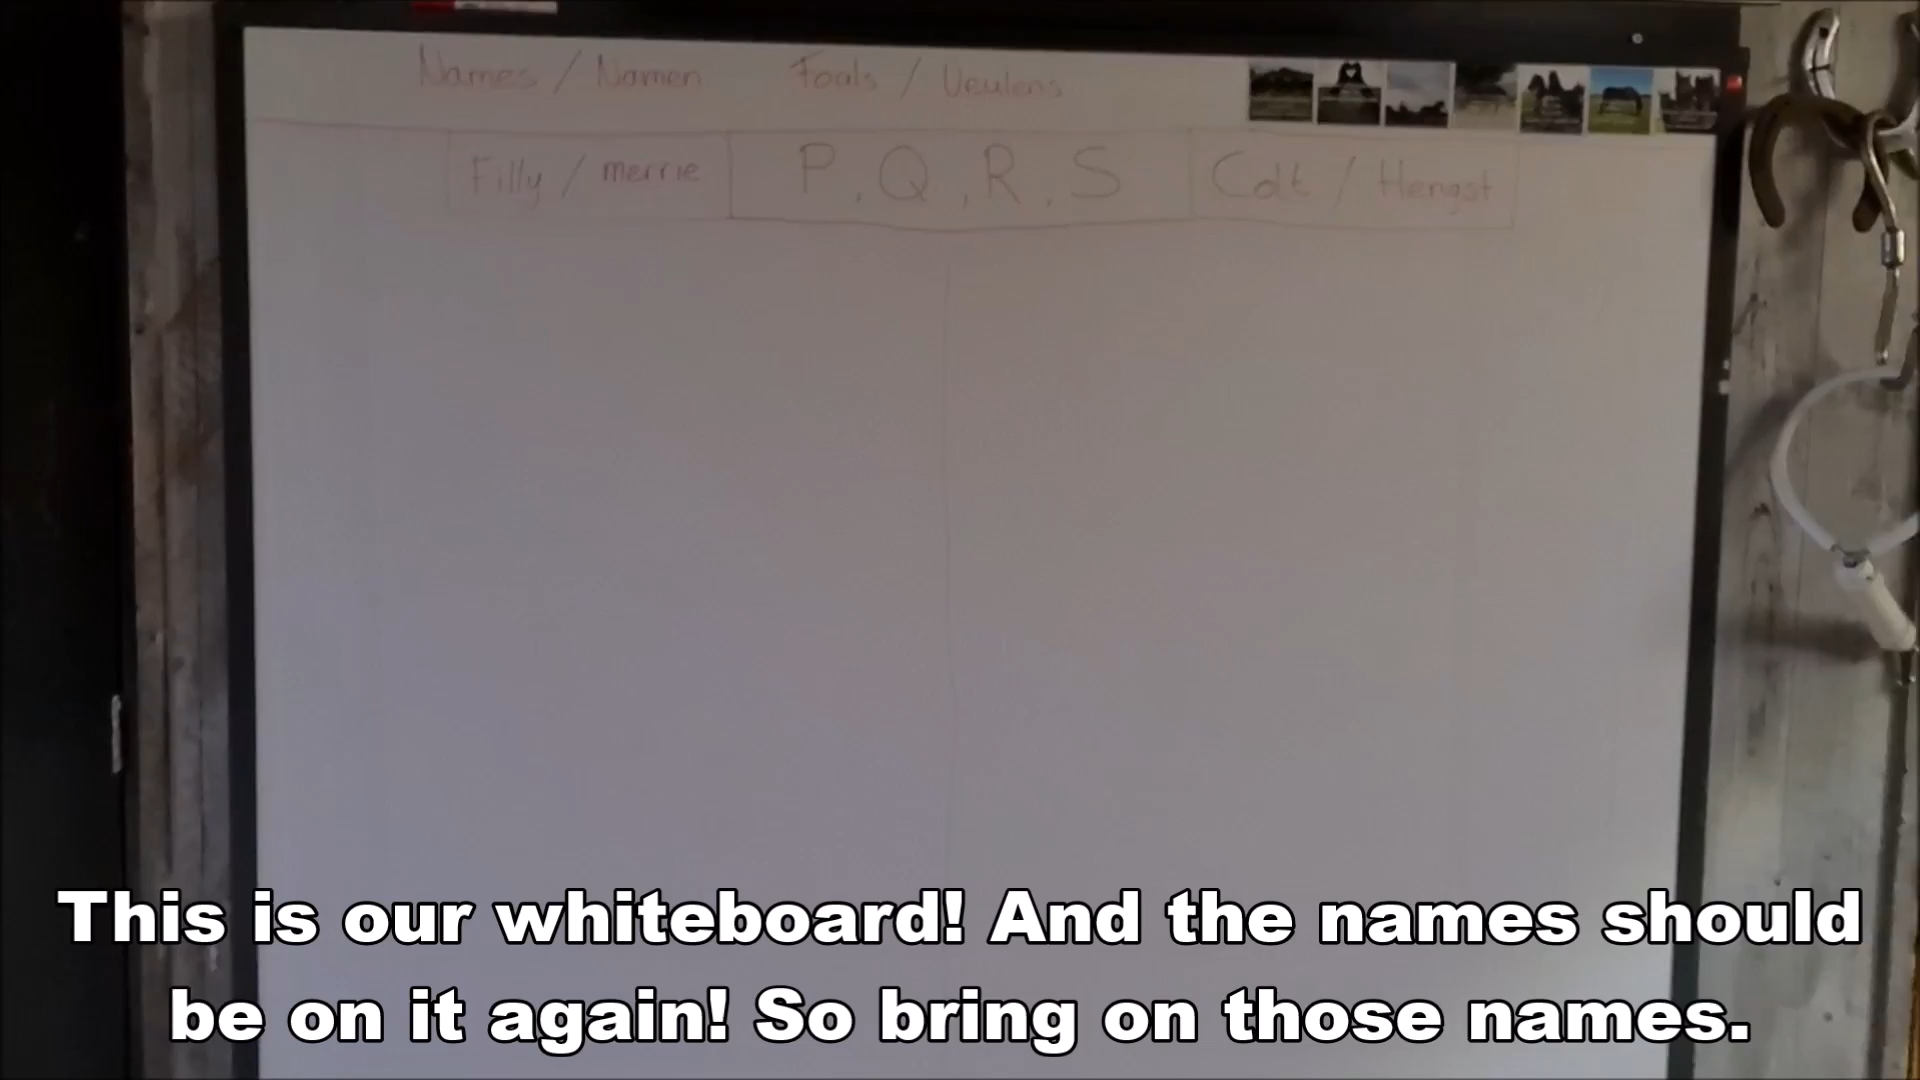 Names / Namen Foals / Veulens
Filly / merrie P, Q, R, S Colt / Hengst
This is our whiteboard! And the names should
be on it again! So bring on those names.